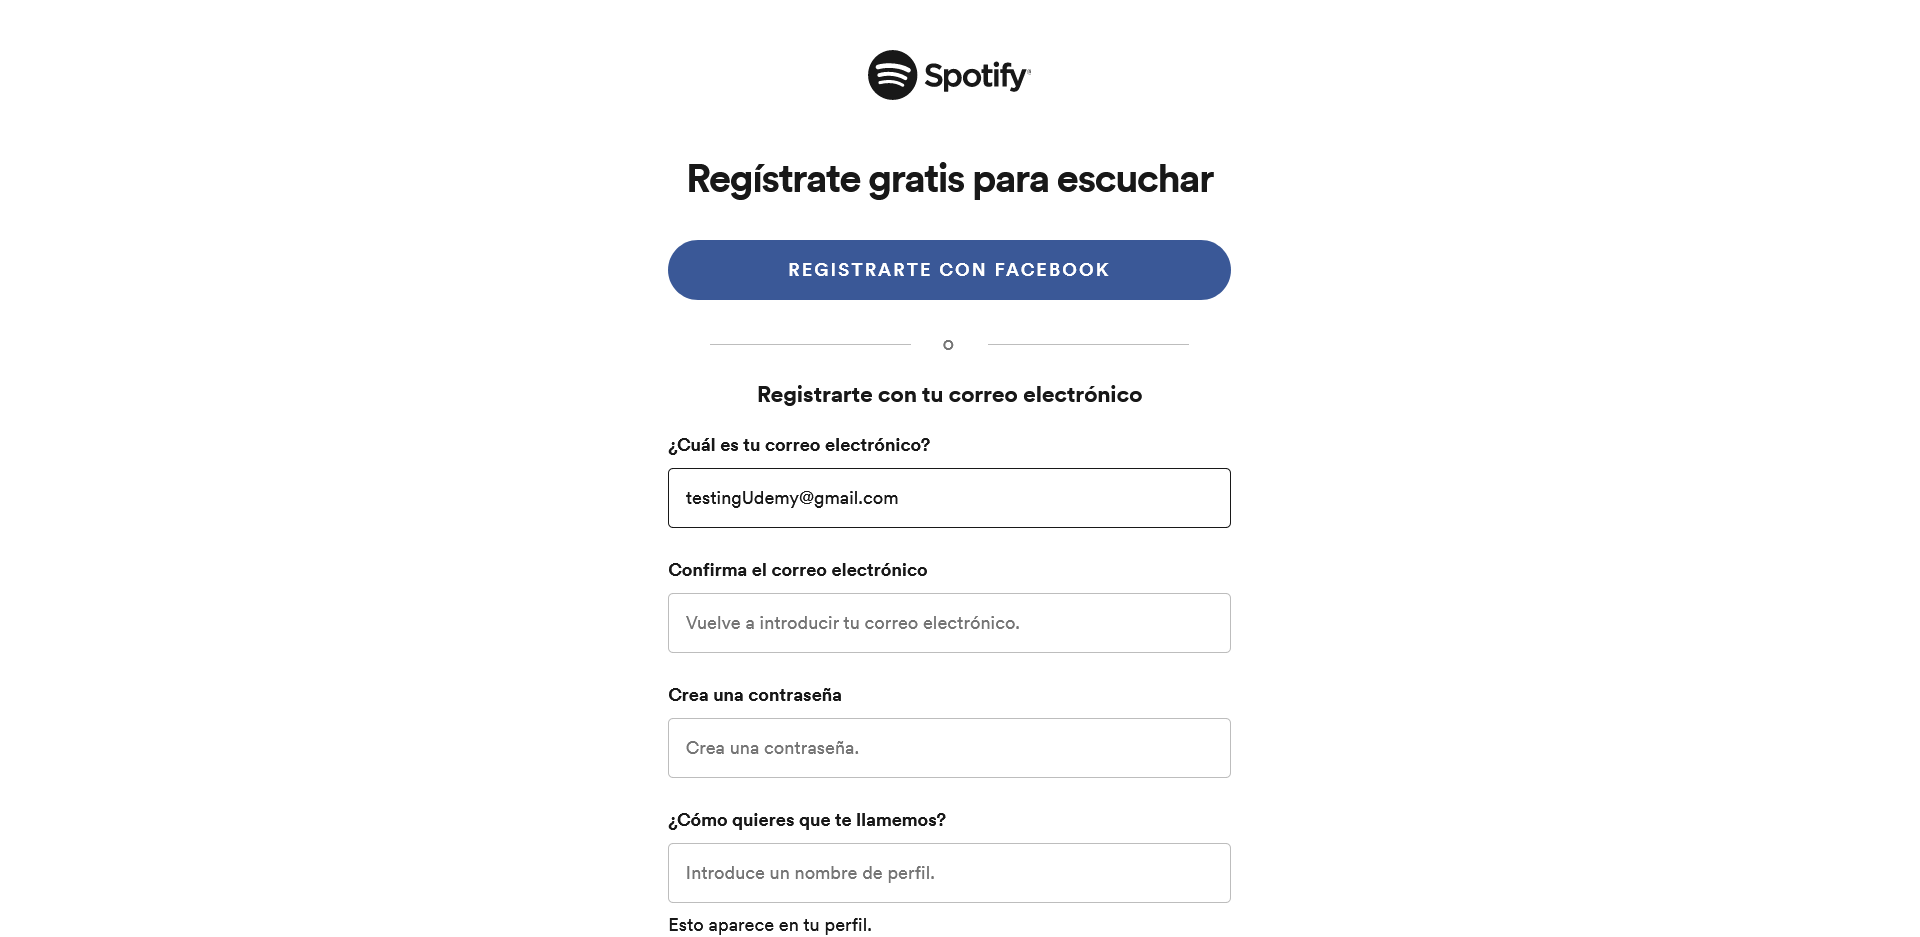 Spotify®
Regístrate gratis para escuchar
REGISTRARTE CON FACEBOOK
o
Registrarte con tu correo electrónico
¿Cuál es tu correo electrónico?
testingUdemy@gmail.com
Confirma el correo electrónico
Vuelve a introducir tu correo electrónico.
Crea una contraseña
Crea una contraseña.
¿Cómo quieres que te llamemos?
Introduce un nombre de perfil.
Esto aparece en tu perfil.